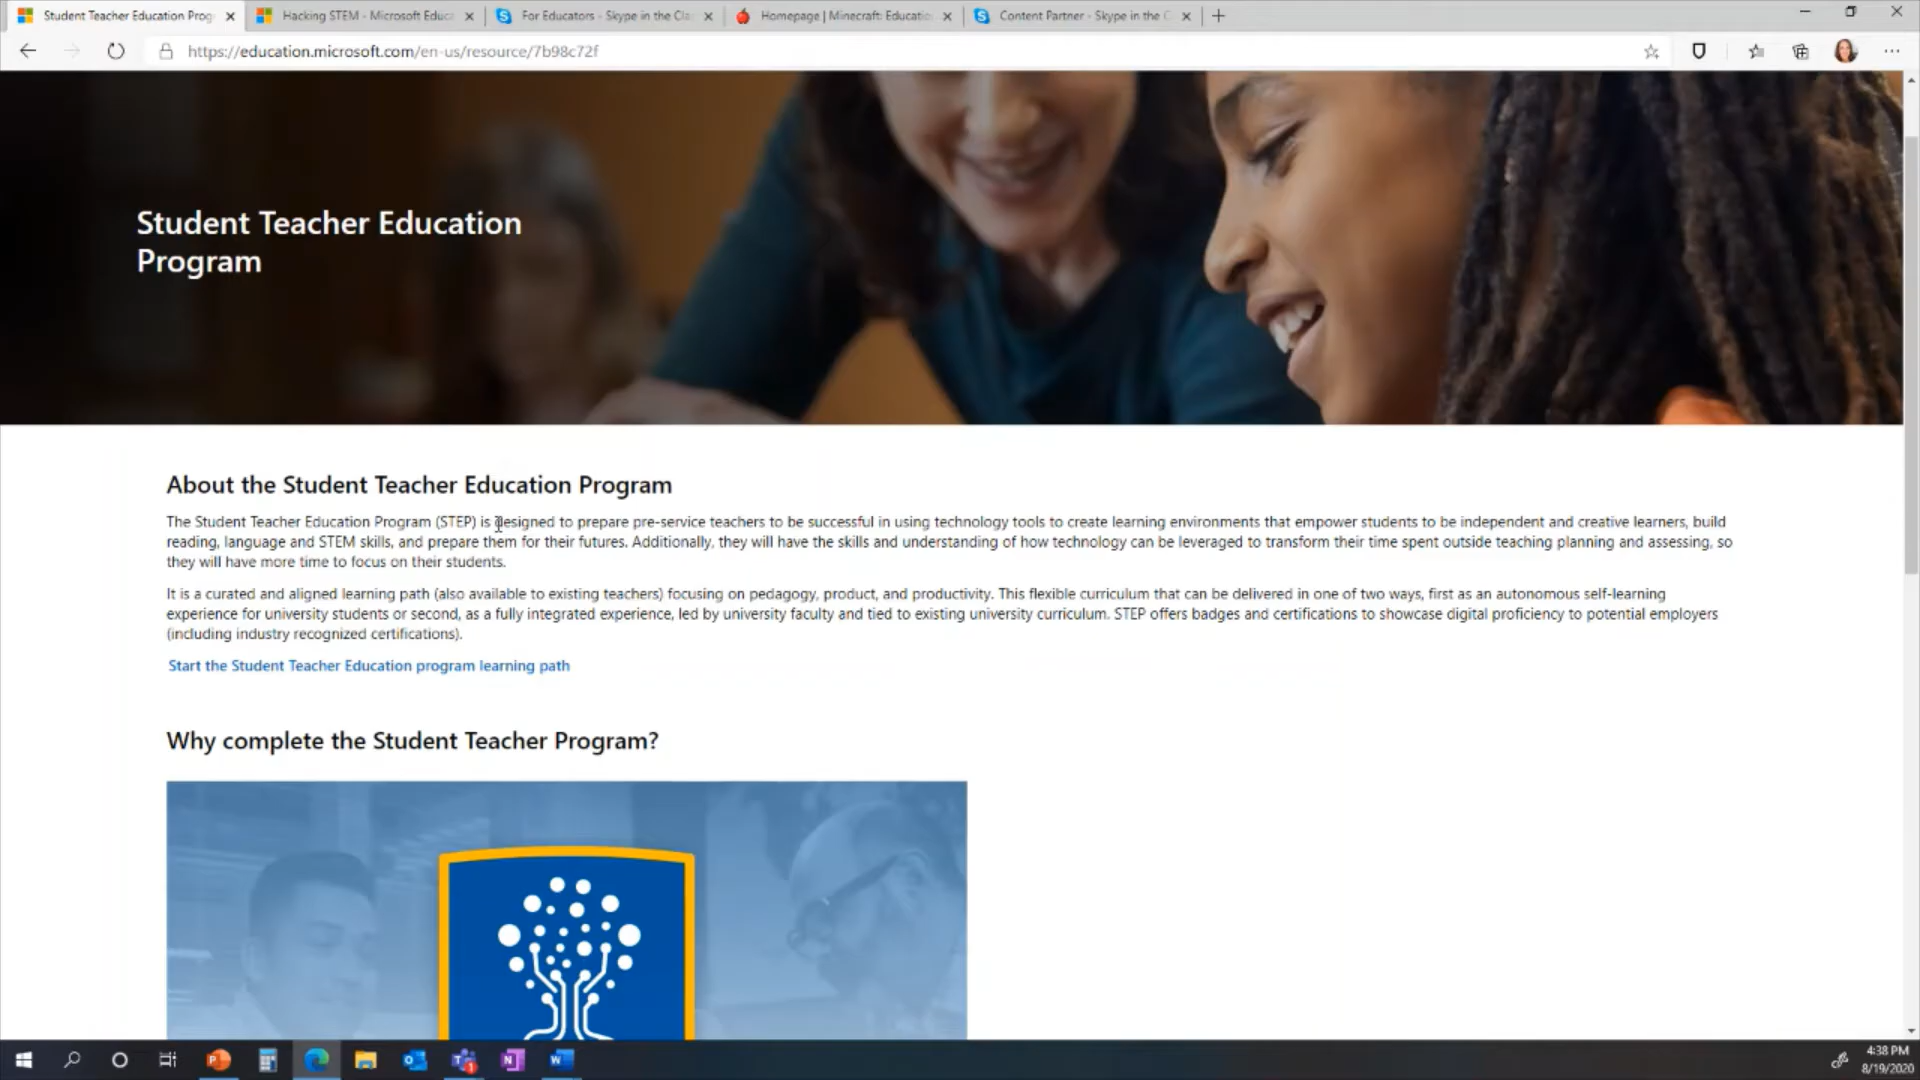 Student Teacher Education Prog
Hacking STEM - Microsoft Educ
For Educators - Skype in the Cla
Homepage | Minecraft: Educatio
Content Partner - Skype in the C
https://education.microsoft.com/en-us/resource/7b98c72f
Student Teacher Education
Program
About the Student Teacher Education Program
The Student Teacher Education Program (STEP) is designed to prepare pre-service teachers to be successful in using technology tools to create learning environments that empower students to be independent and creative learners, build
reading, language and STEM skills, and prepare them for their futures. Additionally, they will have the skills and understanding of how technology can be leveraged to transform their time spent outside teaching planning and assessing, so
they will have more time to focus on their students.
It is a curated and aligned learning path (also available to existing teachers) focusing on pedagogy, product, and productivity. This flexible curriculum that can be delivered in one of two ways, first as an autonomous self-learning
experience for university students or second, as a fully integrated experience, led by university faculty and tied to existing university curriculum. STEP offers badges and certifications to showcase digital proficiency to potential employers
(including industry recognized certifications).
Start the Student Teacher Education program learning path
Why complete the Student Teacher Program?
4:38 PM
8/19/2020